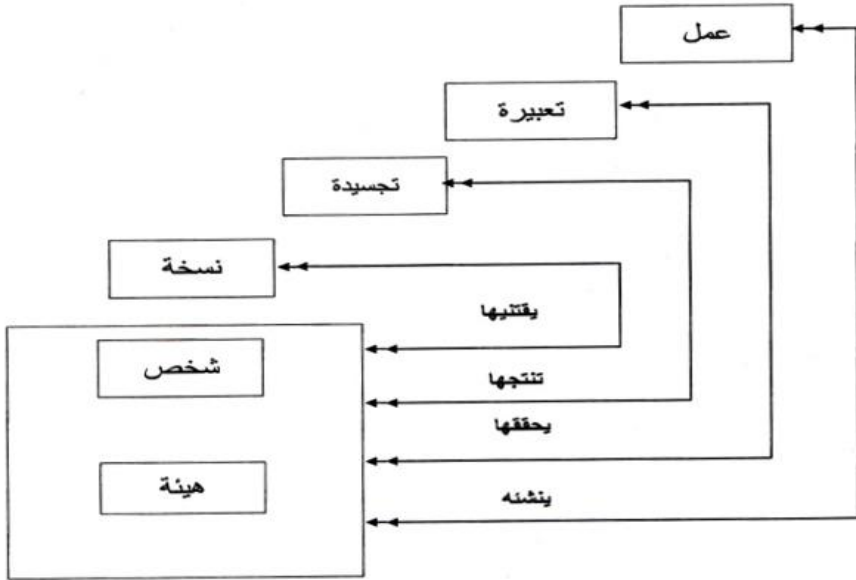 عمل
تعبيرة
تجسيدة
نسخة
يقتنيها
شخص
تنتجها
يحققها
هيئة
ينشئه